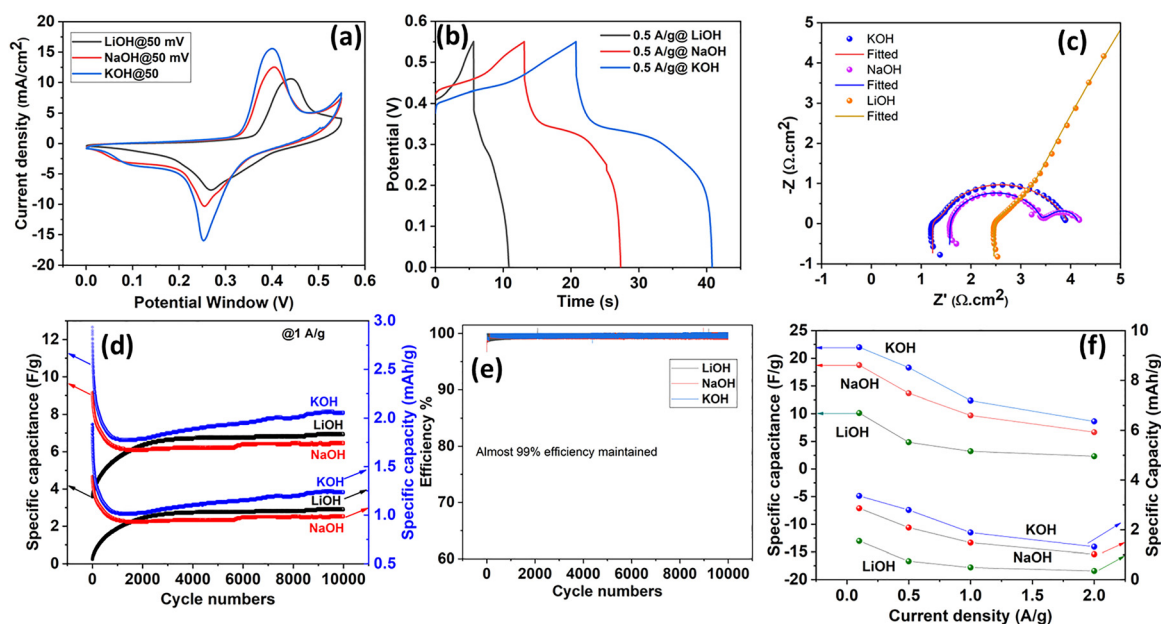 (a)
LiOH@50 mV
NaOH@50 mV
KOH@50
Current density (mA/cm²)
20
15
10
5
0
-5
-10
-15
-20
0.0 0.1 0.2 0.3 0.4 0.5 0.6
Potential Window (V)
(b)
0.5 A/g@ LiOH
0.5 A/g@ NaOH
0.5 A/g@ KOH
Potential (V)
0.6
0.5
0.4
0.3
0.2
0.1
0.0
0 10 20 30 40
Time (s)
(c)
KOH
Fitted
NaOH
Fitted
LiOH
Fitted
-Z (Ω.cm²)
5
4
3
2
1
0
-1
-1 0 1 2 3 4 5
Z' (Ω.cm²)
(d)
@1 A/g
Specific capacitance (F/g)
12
10
8
6
4
2
0
KOH
LiOH
NaOH
KOH
LiOH
NaOH
3.0
2.5
2.0
1.5
1.0
0.5
Specific capacity (mAh/g)
0 2000 4000 6000 8000 10000
Cycle numbers
(e)
LiOH
NaOH
KOH
Almost 99% efficiency maintained
Efficiency %
100
90
80
70
60
0 2000 4000 6000 8000 10000
Cycle numbers
(f)
Specific capacitance (F/g)
25
20
15
10
5
0
-5
-10
-15
-20
KOH
NaOH
LiOH
KOH
NaOH
LiOH
10
8
6
4
2
0
Specific Capacity (mAh/g)
0.0 0.5 1.0 1.5 2.0
Current density (A/g)